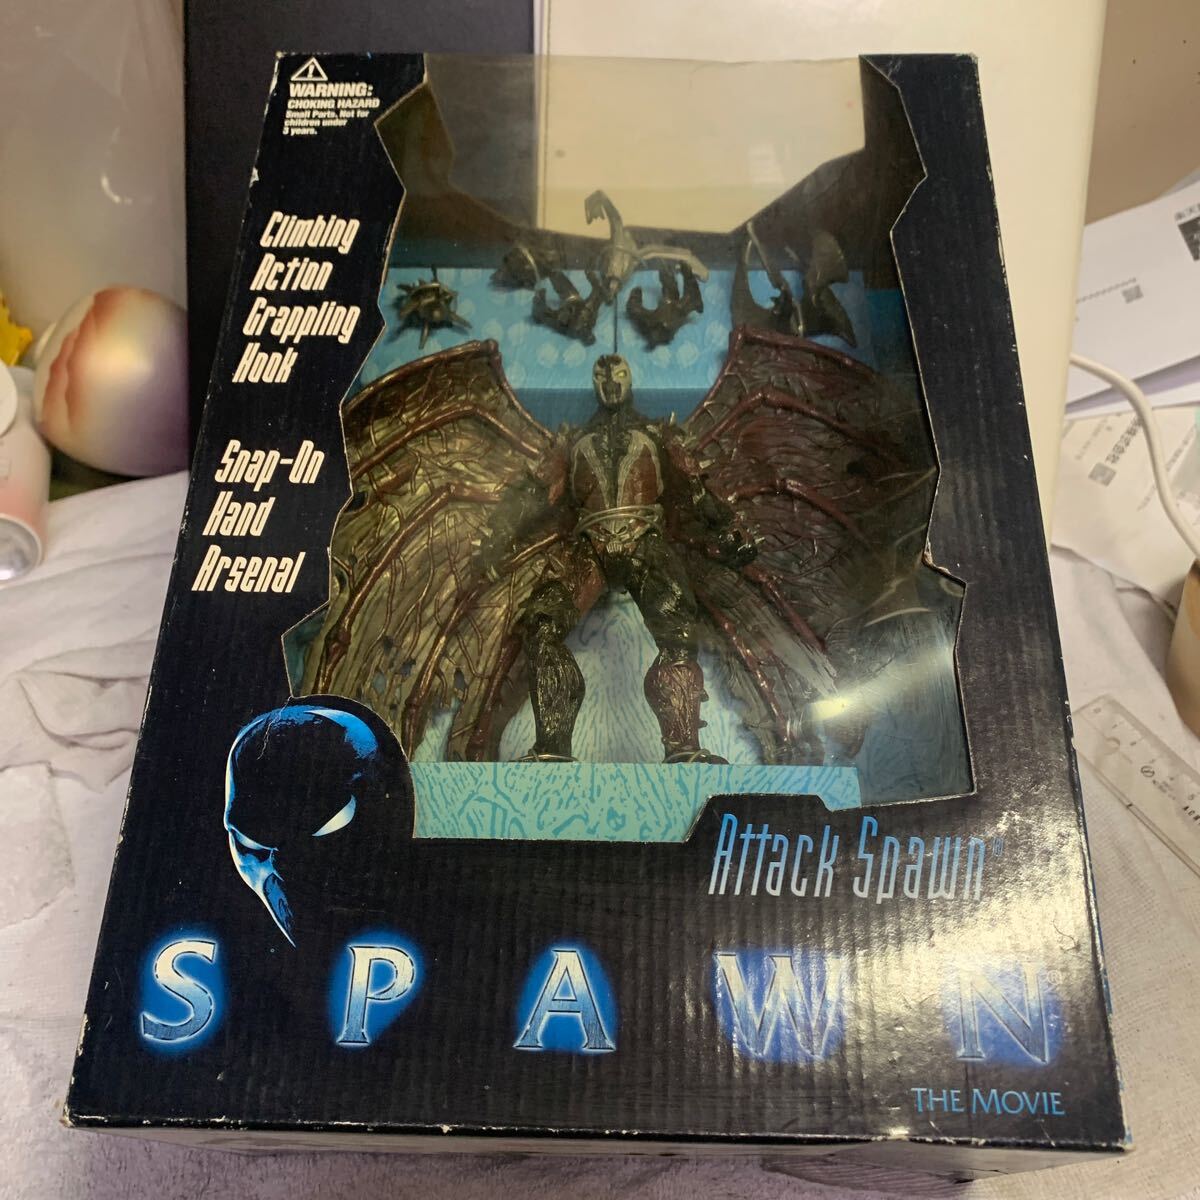 WARNING:
CHOKING HAZARD
Small Parts. Not for
children under
3 years.
Climbing
Action
Grappling
Hook
Snap-On
Hand
Arsenal
Attack Spawn
SPAWN®
THE MOVIE